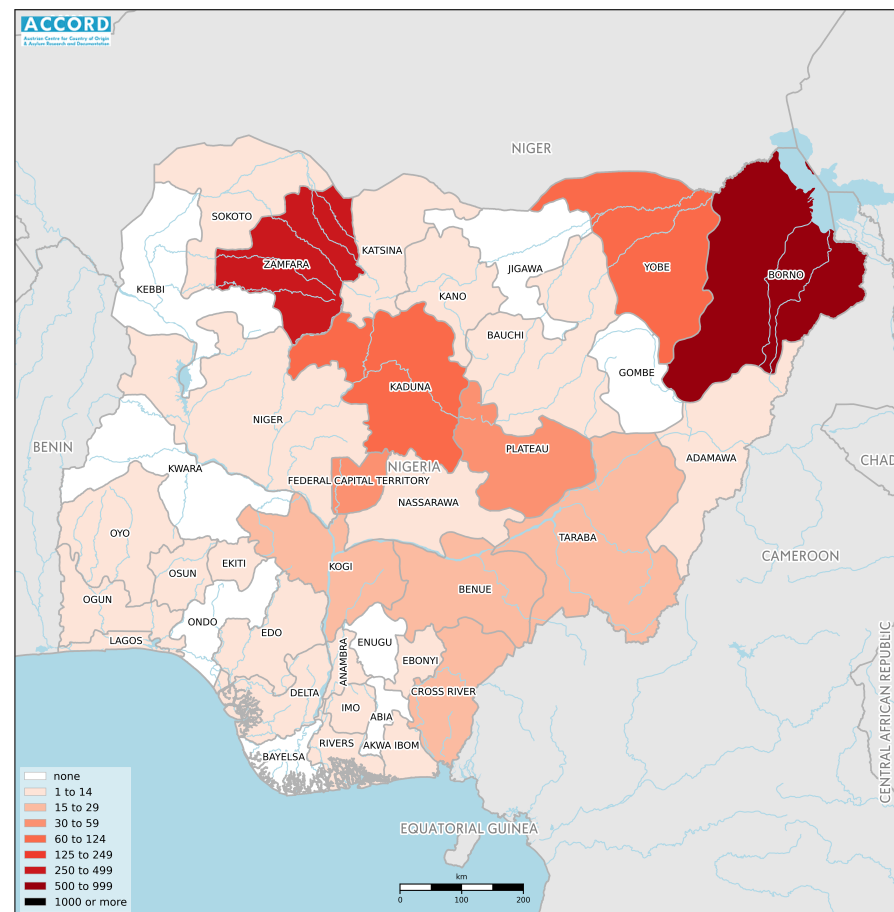 ACCORD
Austrian Centre for Country of Origin
& Asylum Research and Documentation
NIGER
SOKOTO
KATSINA
ZAMFARA
JIGAWA
YOBE
BORNO
KEBBI
KANO
BAUCHI
GOMBE
KADUNA
NIGER
BENIN
PLATEAU
ADAMAWA
CHAD
KWARA
NIGERIA
FEDERAL CAPITAL TERRITORY
NASSARAWA
OYO
TARABA
CAMEROON
EKITI
OSUN
KOGI
BENUE
OGUN
ONDO
EDO
LAGOS
ENUGU
ANAMBRA
EBONYI
DELTA
CROSS RIVER
IMO
ABIA
RIVERS
AKWA IBOM
BAYELSA
CENTRAL AFRICAN REPUBLIC
EQUATORIAL GUINEA
none
1 to 14
15 to 29
30 to 59
60 to 124
125 to 249
250 to 499
500 to 999
1000 or more
km
0 100 200